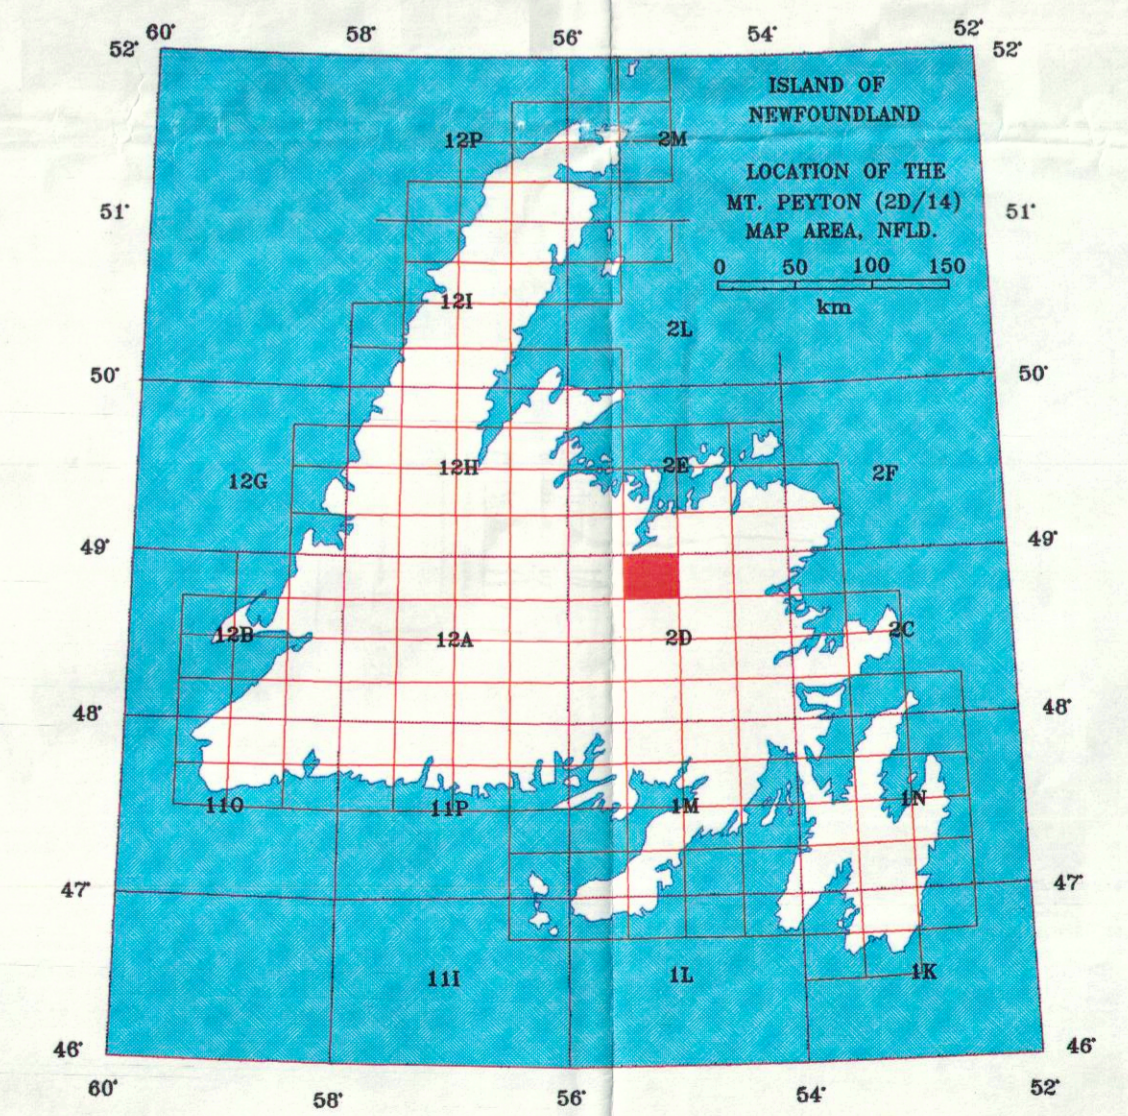 60° 58° 56° 54° 52°
52° 52°
ISLAND OF
NEWFOUNDLAND
12P 2M
LOCATION OF THE
MT. PEYTON (2D/14)
MAP AREA, NFLD.
51° 51°
0 50 100 150
km
12I
2L
50° 50°
12G 12H 2E 2F
49° 49°
12B 12A 2D 2C
48° 48°
11O 11P 1M 1N
47° 47°
11I 1L 1K
46° 46°
60° 58° 56° 54° 52°